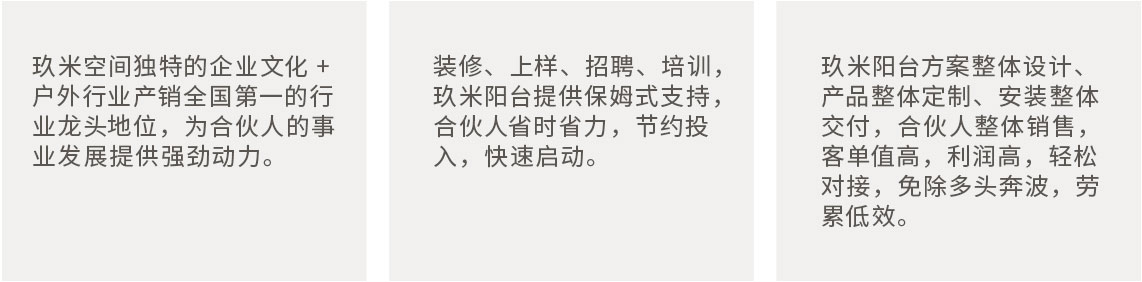 玖米空间独特的企业文化 +
户外行业产销全国第一的行
业龙头地位，为合伙人的事
业发展提供强劲动力。
装修、上样、招聘、培训，
玖米阳台提供保姆式支持，
合伙人省时省力，节约投
入，快速启动。
玖米阳台方案整体设计、
产品整体定制、安装整体
交付，合伙人整体销售，
客单值高，利润高，轻松
对接，免除多头奔波，劳
累低效。